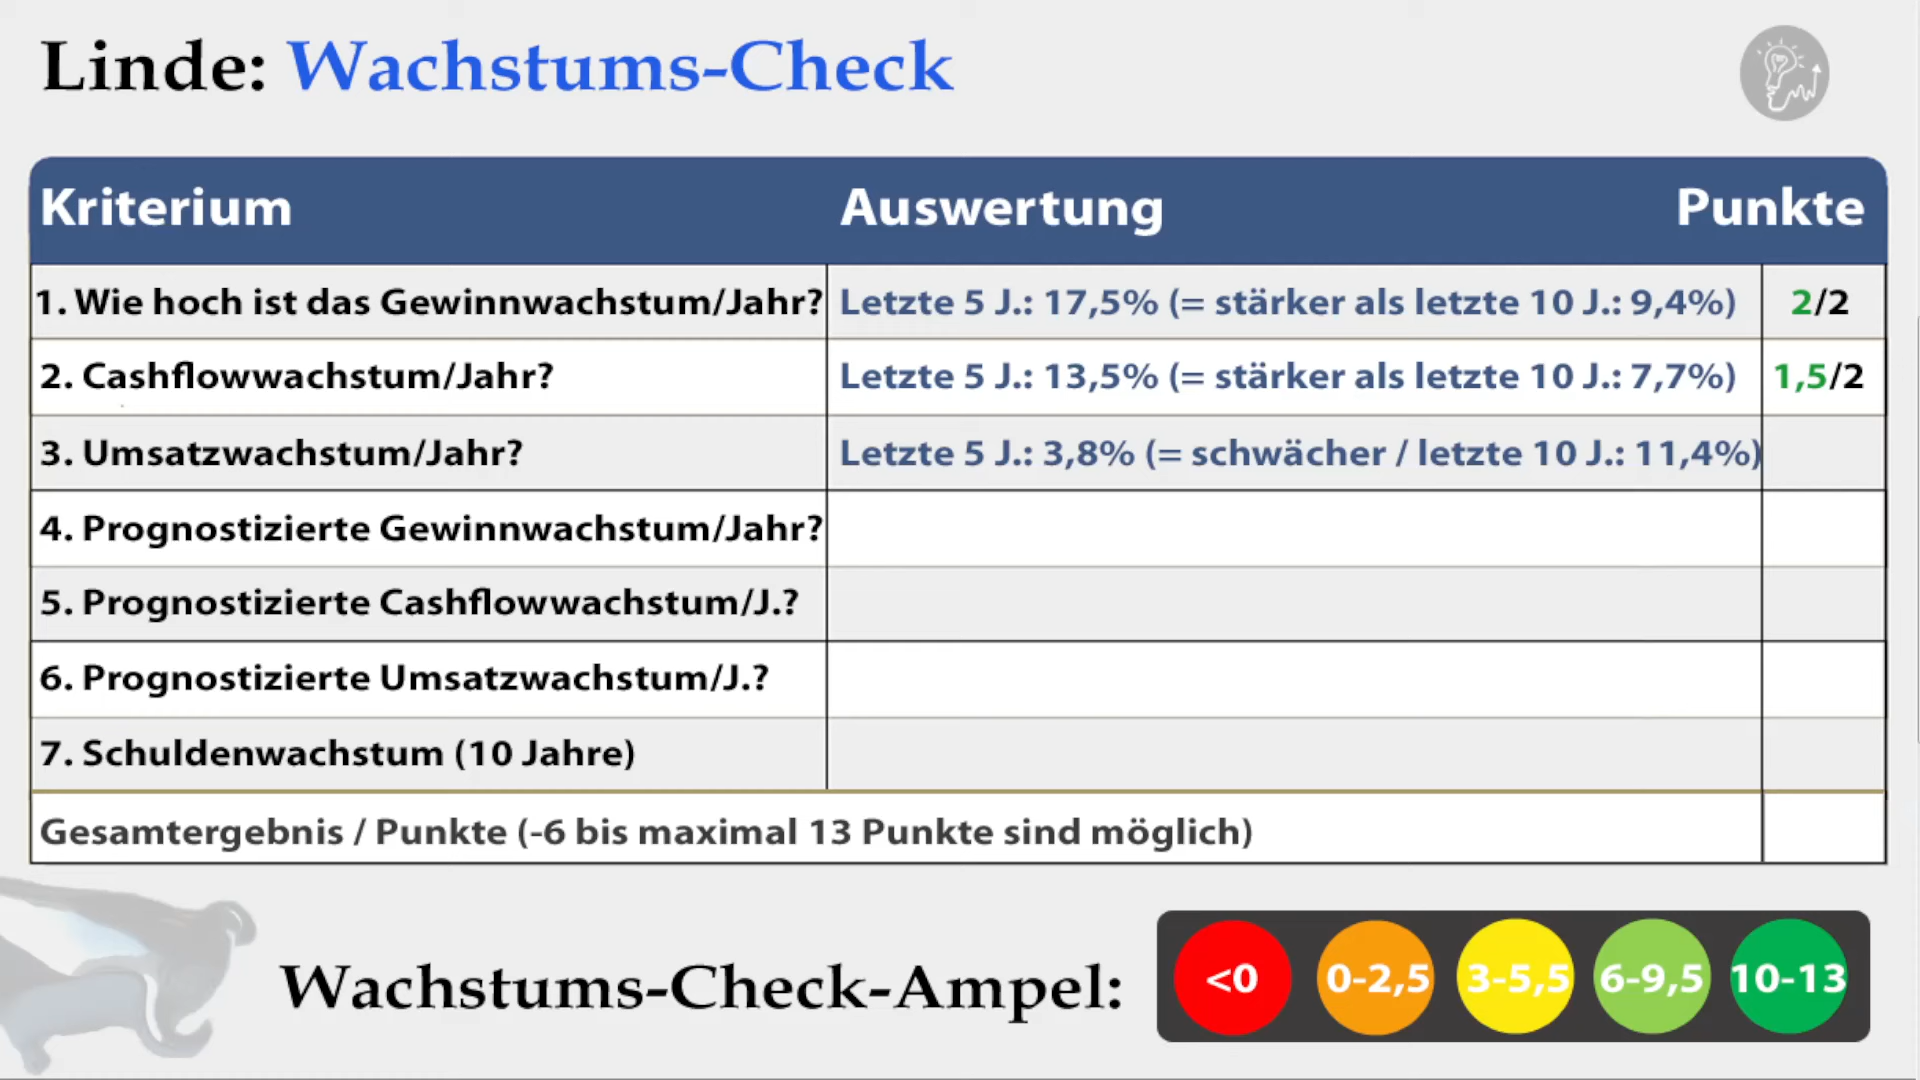 Linde: Wachstums-Check
Kriterium Auswertung Punkte
1. Wie hoch ist das Gewinnwachstum/Jahr? Letzte 5 J.: 17,5% (= stärker als letzte 10 J.: 9,4%) 2/2
2. Cashflowwachstum/Jahr? Letzte 5 J.: 13,5% (= stärker als letzte 10 J.: 7,7%) 1,5/2
3. Umsatzwachstum/Jahr? Letzte 5 J.: 3,8% (= schwächer / letzte 10 J.: 11,4%)
4. Prognostizierte Gewinnwachstum/Jahr?
5. Prognostizierte Cashflowwachstum/J.?
6. Prognostizierte Umsatzwachstum/J.?
7. Schuldenwachstum (10 Jahre)
Gesamtergebnis / Punkte (-6 bis maximal 13 Punkte sind möglich)
Wachstums-Check-Ampel: <0 0-2,5 3-5,5 6-9,5 10-13